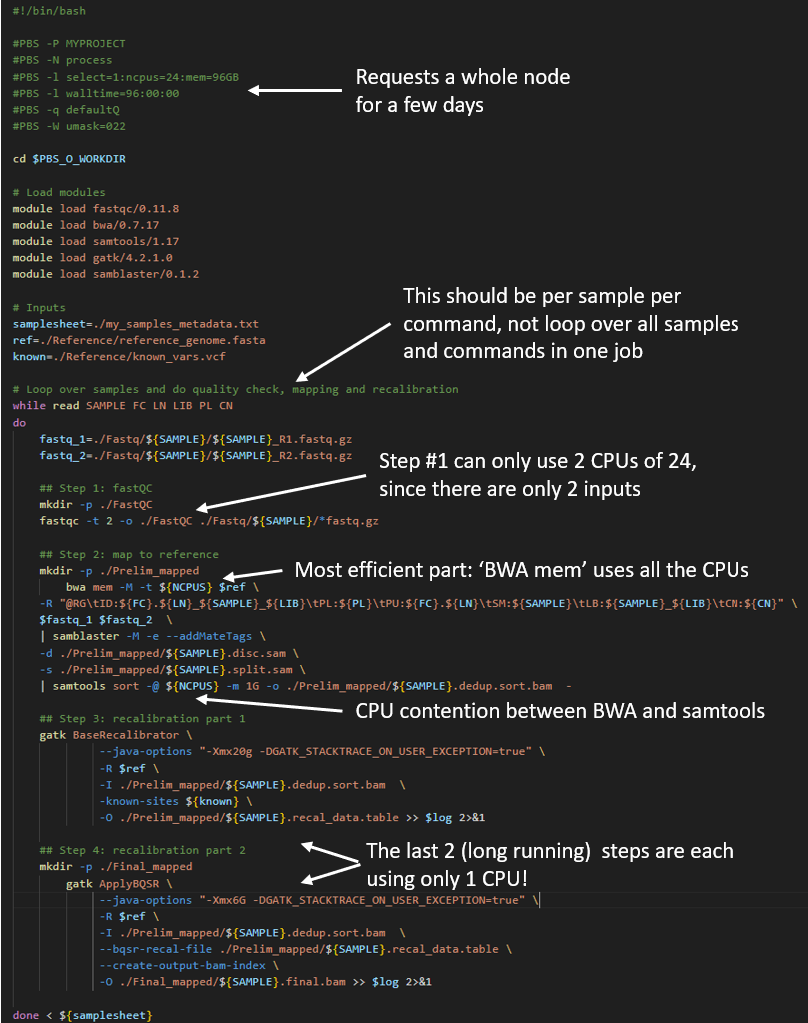 #!/bin/bash
#PBS -P MYPROJECT
#PBS -N process
#PBS -l select=1:ncpus=24:mem=96GB
#PBS -l walltime=96:00:00
#PBS -q defaultQ
#PBS -W umask=022
Requests a whole node
for a few days
cd $PBS_O_WORKDIR
# Load modules
module load fastqc/0.11.8
module load bwa/0.7.17
module load samtools/1.17
module load gatk/4.2.1.0
module load samblaster/0.1.2
# Inputs
samplesheet=./my_samples_metadata.txt
ref=./Reference/reference_genome.fasta
known=./Reference/known_vars.vcf
This should be per sample per
command, not loop over all samples
and commands in one job
# Loop over samples and do quality check, mapping and recalibration
while read SAMPLE FC LN LIB PL CN
do
fastq_1=./Fastq/${SAMPLE}/${SAMPLE}_R1.fastq.gz
fastq_2=./Fastq/${SAMPLE}/${SAMPLE}_R2.fastq.gz
Step #1 can only use 2 CPUs of 24,
since there are only 2 inputs
## Step 1: fastQC
mkdir -p ./FastQC
fastqc -t 2 -o ./FastQC ./Fastq/${SAMPLE}/*fastq.gz
## Step 2: map to reference
mkdir -p ./Prelim_mapped
Most efficient part: ‘BWA mem’ uses all the CPUs
bwa mem -M -t ${NCPUS} $ref \
-R "@RG\tID:${FC}.${LN}_${SAMPLE}_${LIB}\tPL:${PL}\tPU:${FC}.${LN}\tSM:${SAMPLE}\tLB:${SAMPLE}_${LIB}\tCN:${CN}" \
$fastq_1 $fastq_2 \
| samblaster -M -e --addMateTags \
-d ./Prelim_mapped/${SAMPLE}.disc.sam \
-s ./Prelim_mapped/${SAMPLE}.split.sam \
| samtools sort -@ ${NCPUS} -m 1G -o ./Prelim_mapped/${SAMPLE}.dedup.sort.bam -
CPU contention between BWA and samtools
## Step 3: recalibration part 1
gatk BaseRecalibrator \
--java-options "-Xmx20g -DGATK_STACKTRACE_ON_USER_EXCEPTION=true" \
-R $ref \
-I ./Prelim_mapped/${SAMPLE}.dedup.sort.bam \
-known-sites ${known} \
-O ./Prelim_mapped/${SAMPLE}.recal_data.table >> $log 2>&1
The last 2 (long running) steps are each
using only 1 CPU!
## Step 4: recalibration part 2
mkdir -p ./Final_mapped
gatk ApplyBQSR \
--java-options "-Xmx6G -DGATK_STACKTRACE_ON_USER_EXCEPTION=true" \
-R $ref \
-I ./Prelim_mapped/${SAMPLE}.dedup.sort.bam \
--bqsr-recal-file ./Prelim_mapped/${SAMPLE}.recal_data.table \
--create-output-bam-index \
-O ./Final_mapped/${SAMPLE}.final.bam >> $log 2>&1
done < ${samplesheet}